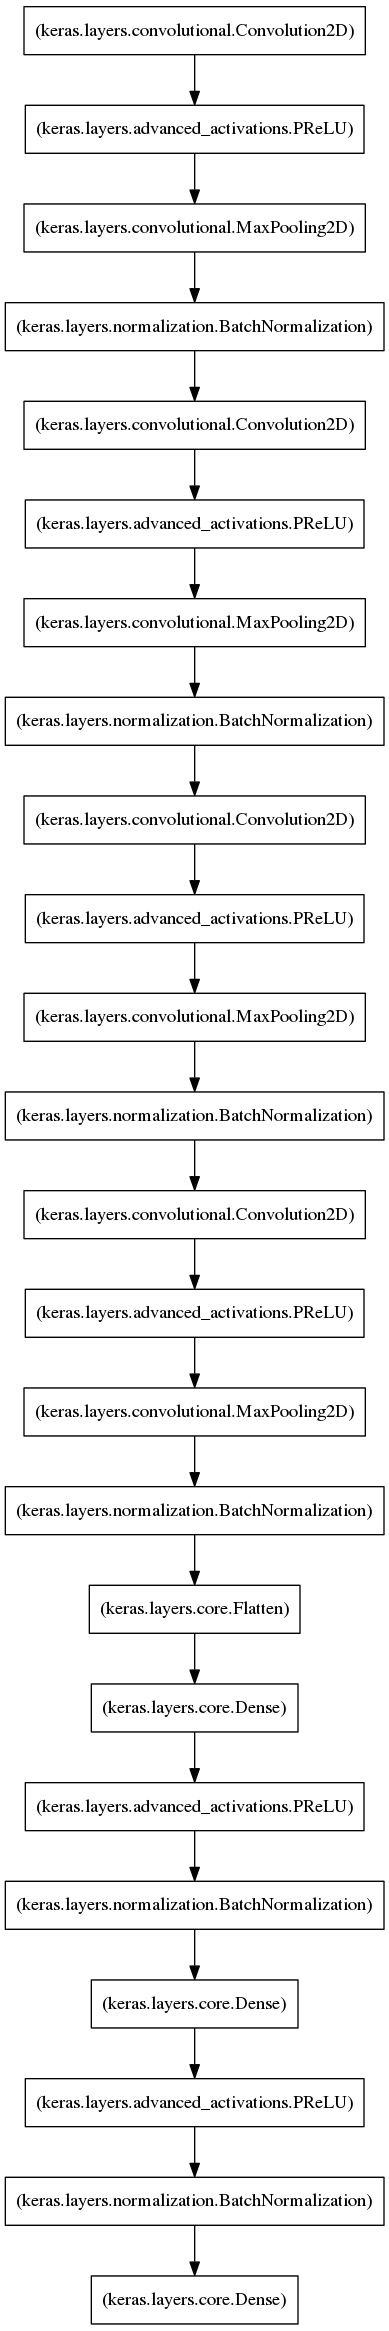 (keras.layers.convolutional.Convolution2D)
(keras.layers.advanced_activations.PReLU)
(keras.layers.convolutional.MaxPooling2D)
(keras.layers.normalization.BatchNormalization)
(keras.layers.convolutional.Convolution2D)
(keras.layers.advanced_activations.PReLU)
(keras.layers.convolutional.MaxPooling2D)
(keras.layers.normalization.BatchNormalization)
(keras.layers.convolutional.Convolution2D)
(keras.layers.advanced_activations.PReLU)
(keras.layers.convolutional.MaxPooling2D)
(keras.layers.normalization.BatchNormalization)
(keras.layers.convolutional.Convolution2D)
(keras.layers.advanced_activations.PReLU)
(keras.layers.convolutional.MaxPooling2D)
(keras.layers.normalization.BatchNormalization)
(keras.layers.core.Flatten)
(keras.layers.core.Dense)
(keras.layers.advanced_activations.PReLU)
(keras.layers.normalization.BatchNormalization)
(keras.layers.core.Dense)
(keras.layers.advanced_activations.PReLU)
(keras.layers.normalization.BatchNormalization)
(keras.layers.core.Dense)